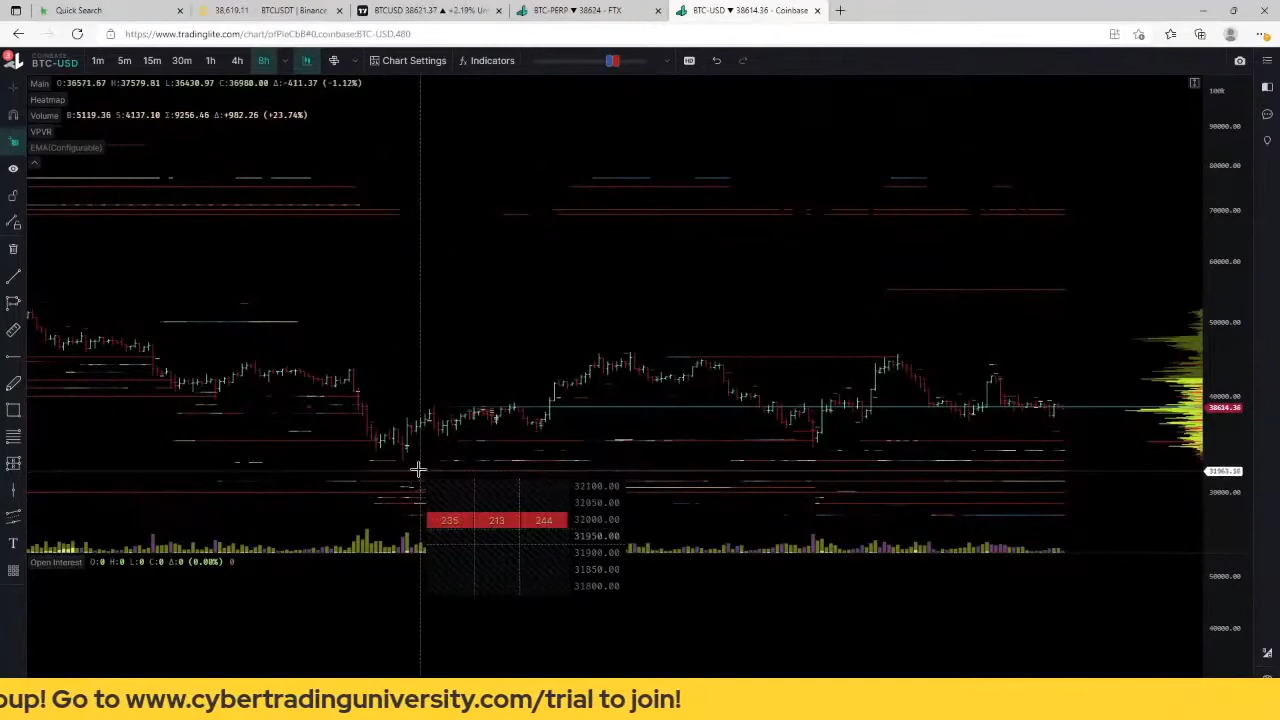 Quick Search
38,619.11 BTCUSDT | Binance
BTCUSD 38621.37 ▲ +2.19% Un
BTC-PERP ▼ 38624 - FTX
BTC-USD ▼ 38614.36 - Coinbase
https://www.tradinglite.com/chart/ofPieCbB#0.coinbase:BTC-USD.480
3
COINBASE
BTC-USD
1m 5m 15m 30m 1h 4h 8h
Chart Settings
Indicators
HD
Main O:36571.67 H:37579.81 L:36430.97 C:36980.00 Δ:-411.37 (-1.12%)
Heatmap
Volume B:5119.36 S:4137.10 Σ:9256.46 Δ:+982.26 (+23.74%)
VPVR
EMA(Configurable)
100k
90000.00
80000.00
70000.00
60000.00
50000.00
40000.00
38614.36
31963.10
30000.00
32100.00
32050.00
235 213 244 32000.00
31950.00
31900.00
31850.00
31800.00
Open Interest O:0 H:0 L:0 C:0 Δ:0 (0.00%) 0
50000.00
40000.00
oup! Go to www.cybertradinguniversity.com/trial to join!